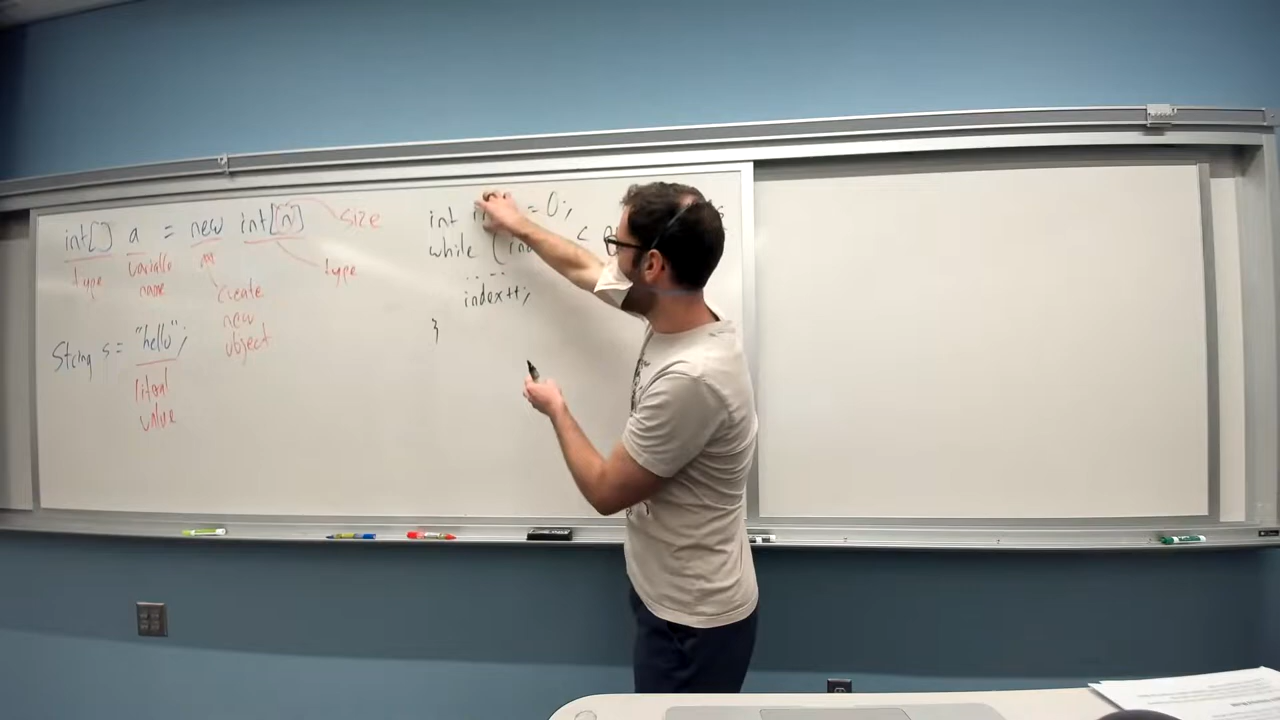 int[] a = new int[n] size
type variable name type
create new object
String s = "hello";
literal value
int = 0;
while ( <
index++;
}